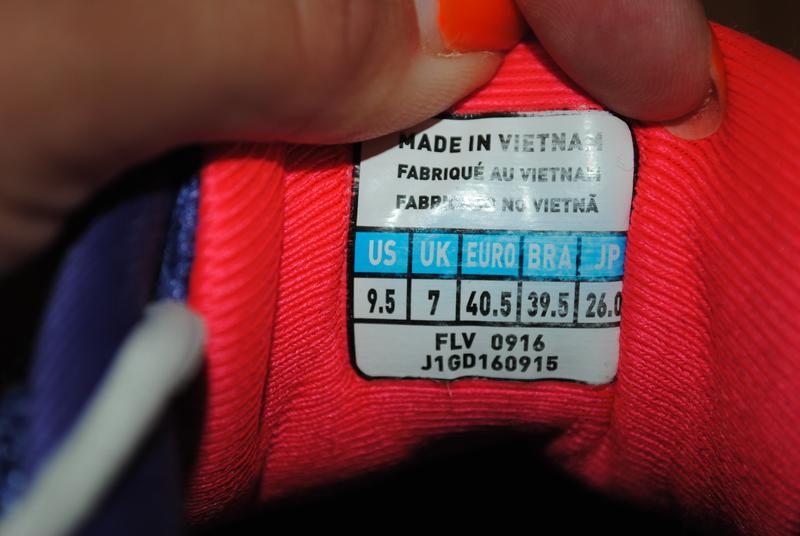 MADE IN VIETNAM
FABRIQUÉ AU VIETNAM
NO VIETNÃ
US UK EURO BRA JP
9.5 7 40.5 39.5 26.0
FLV 0916
J1GD160915